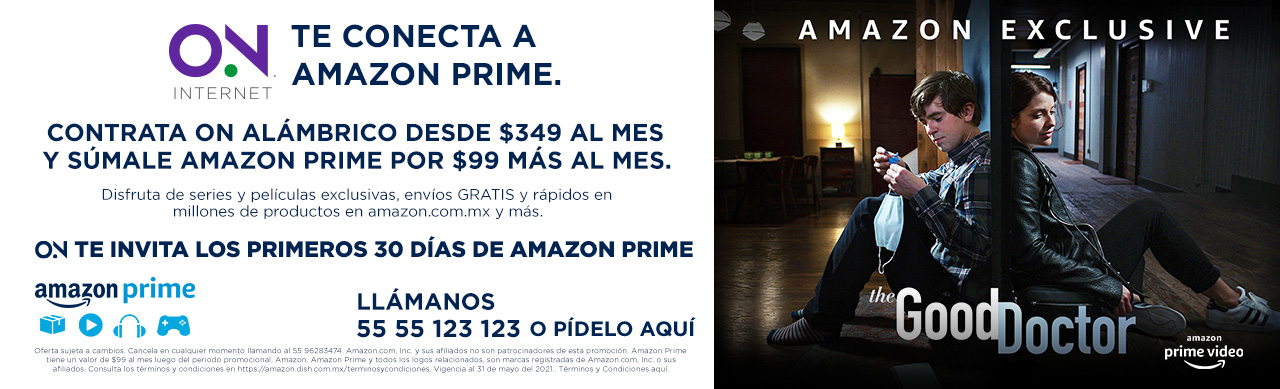 ON
INTERNET
TE CONECTA A
AMAZON PRIME.
CONTRATA ON ALÁMBRICO DESDE $349 AL MES
Y SÚMALE AMAZON PRIME POR $99 MÁS AL MES.
Disfruta de series y películas exclusivas, envíos GRATIS y rápidos en
millones de productos en amazon.com.mx y más.
ON TE INVITA LOS PRIMEROS 30 DÍAS DE AMAZON PRIME
amazon prime
LLÁMANOS
55 55 123 123 O PÍDELO AQUÍ
Oferta sujeta a cambios. Cancela en cualquier momento llamando al 55 96283474. Amazon.com, Inc. y sus afiliados no son patrocinadores de esta promoción. Amazon Prime
tiene un valor de $99 al mes luego del periodo promocional. Amazon, Amazon Prime y todos los logos relacionados, son marcas registradas de Amazon.com, Inc. o sus
afiliados. Consulta los términos y condiciones en https://amazon.dish.com.mx/terminosycondiciones. Vigencia al 31 de mayo del 2021.. Términos y Condiciones aquí.
AMAZON EXCLUSIVE
the Good Doctor
amazon
prime video